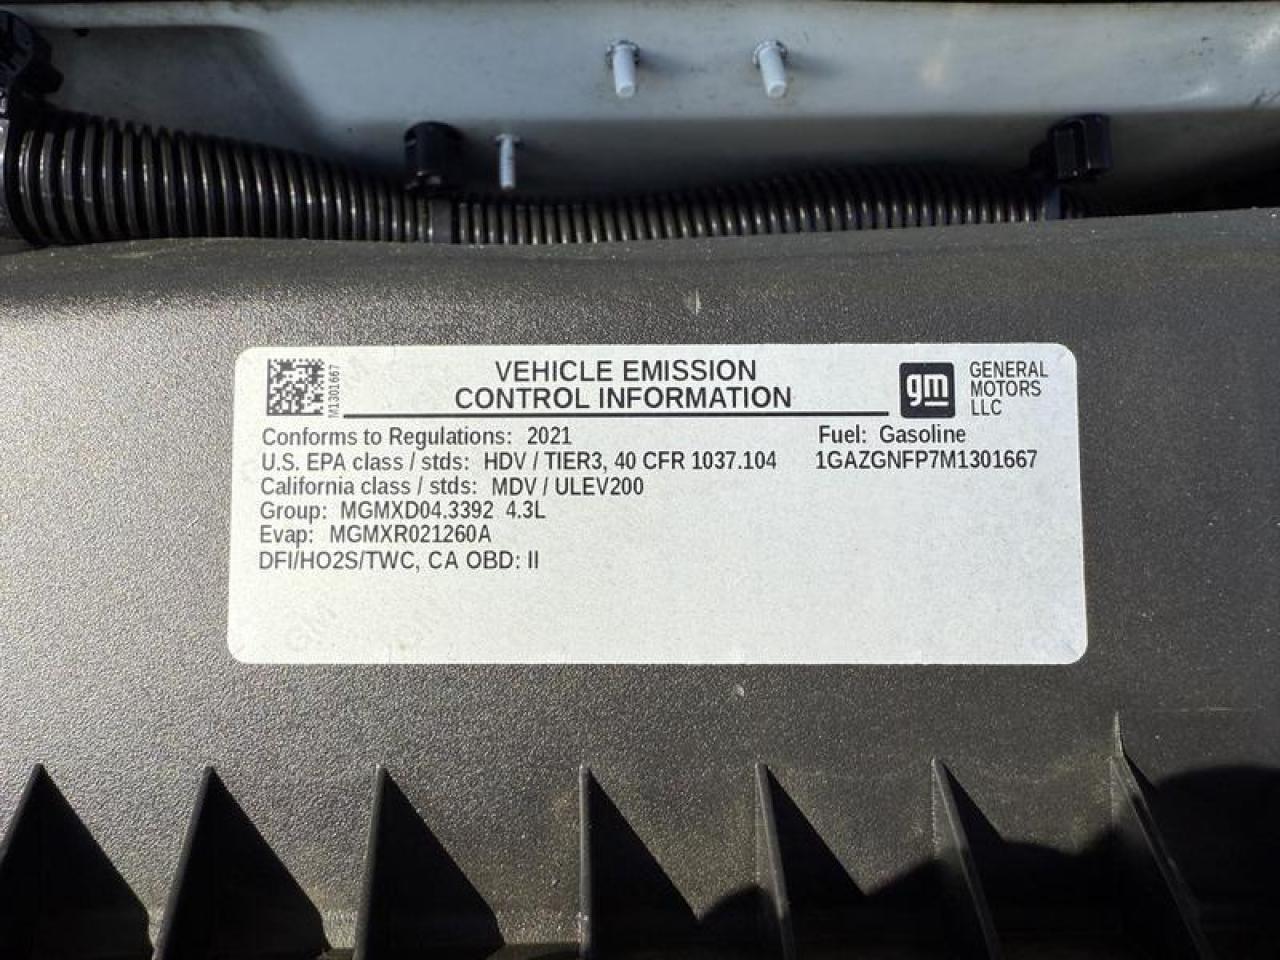 M1301667
VEHICLE EMISSION
CONTROL INFORMATION
gm
GENERAL
MOTORS
LLC
Conforms to Regulations: 2021
Fuel: Gasoline
U.S. EPA class / stds: HDV / TIER3, 40 CFR 1037.104
1GAZGNFP7M1301667
California class / stds: MDV / ULEV200
Group: MGMXD04.3392 4.3L
Evap: MGMXR021260A
DFI/HO2S/TWC, CA OBD: II
GM